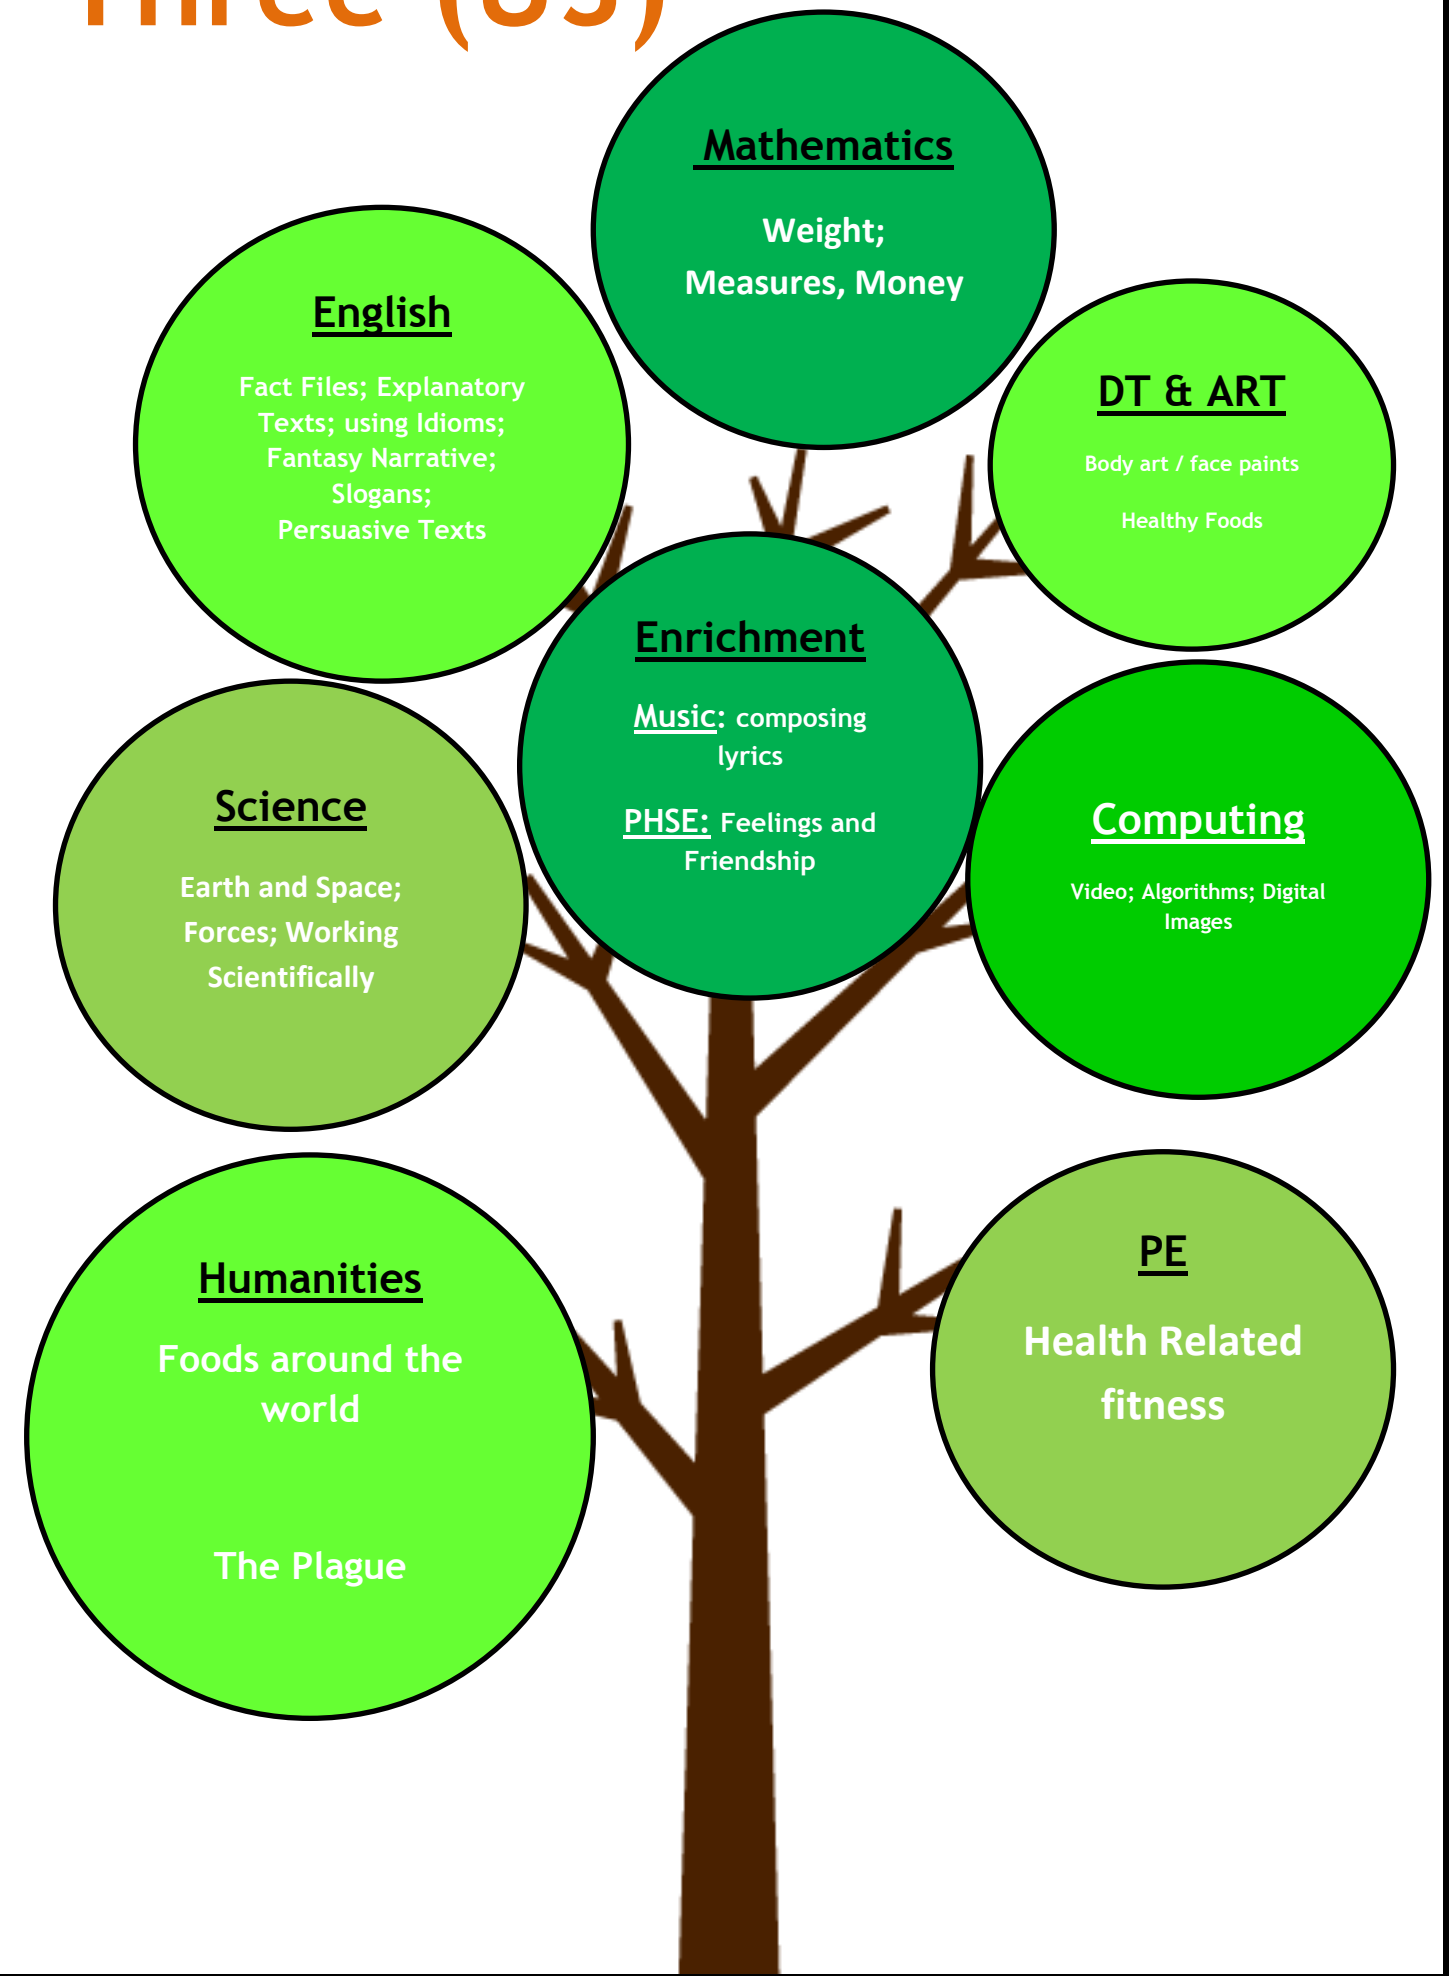 Three (US)
Mathematics
Weight;
Measures, Money
English
Fact Files; Explanatory
Texts; using Idioms;
Fantasy Narrative;
Slogans;
Persuasive Texts
DT & ART
Body art / face paints
Healthy Foods
Enrichment
Music: composing
lyrics
PHSE: Feelings and
Friendship
Science
Earth and Space;
Forces; Working
Scientifically
Computing
Video; Algorithms; Digital
Images
Humanities
Foods around the
world
The Plague
PE
Health Related
fitness